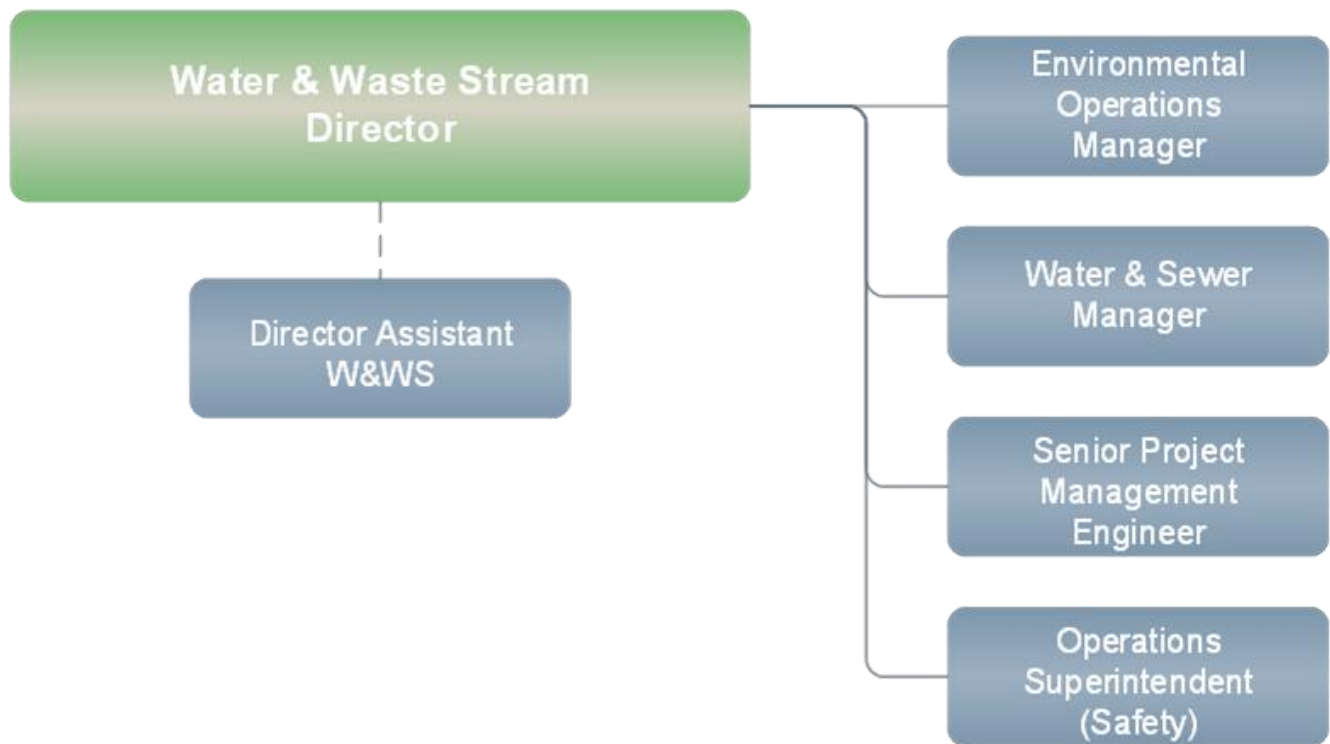 Water & Waste Stream
Director
Director Assistant
W&WS
Environmental
Operations
Manager
Water & Sewer
Manager
Senior Project
Management
Engineer
Operations
Superintendent
(Safety)